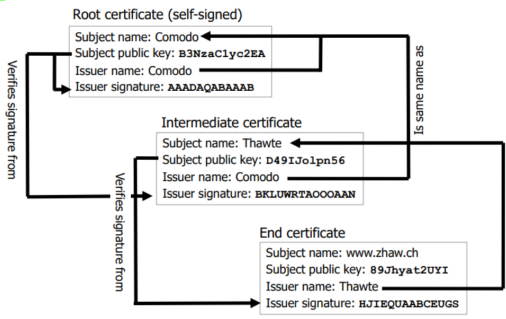 Root certificate (self-signed)
Subject name: Comodo
Subject public key: B3NzaC1yc2EA
Issuer name: Comodo
Issuer signature: AAADAQABAAAB
Verifies signature from
Is same name as
Intermediate certificate
Subject name: Thawte
Subject public key: D49IJolpn56
Issuer name: Comodo
Issuer signature: BKLUWRTAOOOAAN
Verifies signature from
End certificate
Subject name: www.zhaw.ch
Subject public key: 89Jhyat2UYI
Issuer name: Thawte
Issuer signature: HJIEQUAABCEUGS